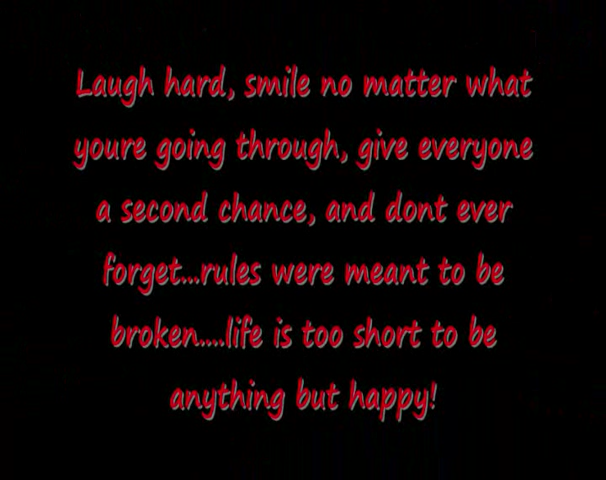 Laugh hard, smile no matter what
youre going through, give everyone
a second chance, and dont ever
forget...rules were meant to be
broken.....life is too short to be
anything but happy!